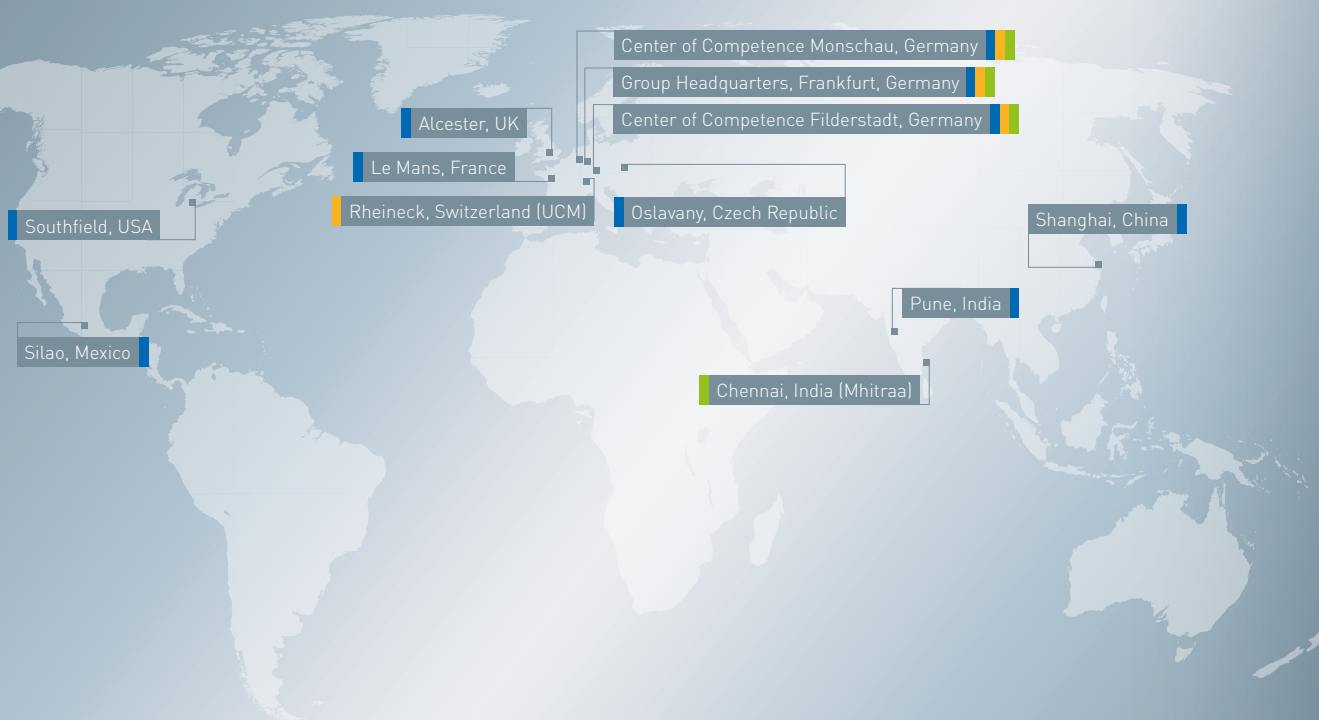 Center of Competence Monschau, Germany
Group Headquarters, Frankfurt, Germany
Center of Competence Filderstadt, Germany
Alcester, UK
Le Mans, France
Rheineck, Switzerland (UCM)
Oslavany, Czech Republic
Southfield, USA
Shanghai, China
Pune, India
Silao, Mexico
Chennai, India (Mhitraa)